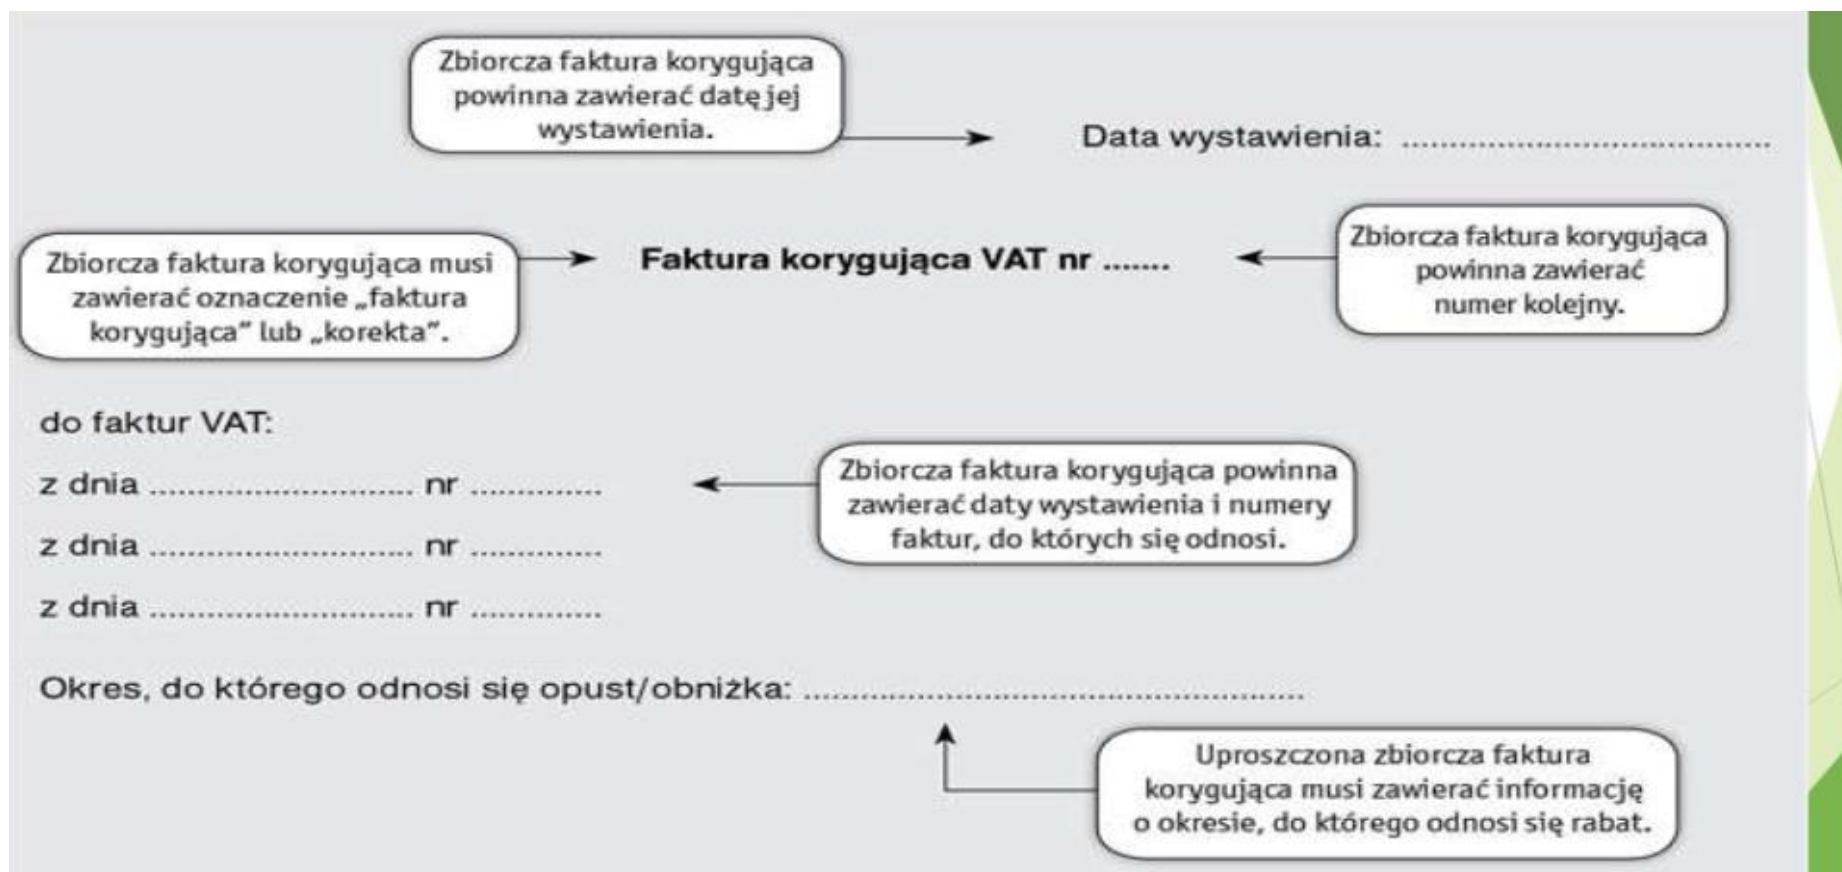 Zbiorcza faktura korygująca
powinna zawierać datę jej
wystawienia.
Data wystawienia: ......................................
Zbiorcza faktura korygująca musi
zawierać oznaczenie „faktura
korygująca” lub „korekta”.
Faktura korygująca VAT nr .......
Zbiorcza faktura korygująca
powinna zawierać
numer kolejny.
do faktur VAT:
z dnia ........................... nr .............
z dnia ........................... nr .............
z dnia ........................... nr .............
Zbiorcza faktura korygująca powinna
zawierać daty wystawienia i numery
faktur, do których się odnosi.
Okres, do którego odnosi się opust/obniżka: ...................................................
Uproszczona zbiorcza faktura
korygująca musi zawierać informację
o okresie, do którego odnosi się rabat.